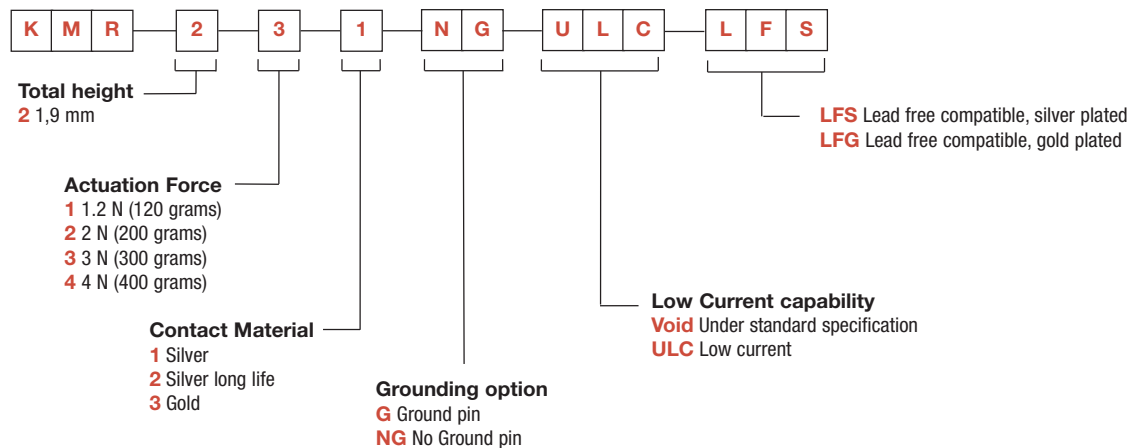 K M R 2 3 1 N G U L C L F S
Total height
2 1,9 mm
LFS Lead free compatible, silver plated
LFG Lead free compatible, gold plated
Actuation Force
1 1.2 N (120 grams)
2 2 N (200 grams)
3 3 N (300 grams)
4 4 N (400 grams)
Low Current capability
Void Under standard specification
ULC Low current
Contact Material
1 Silver
2 Silver long life
3 Gold
Grounding option
G Ground pin
NG No Ground pin